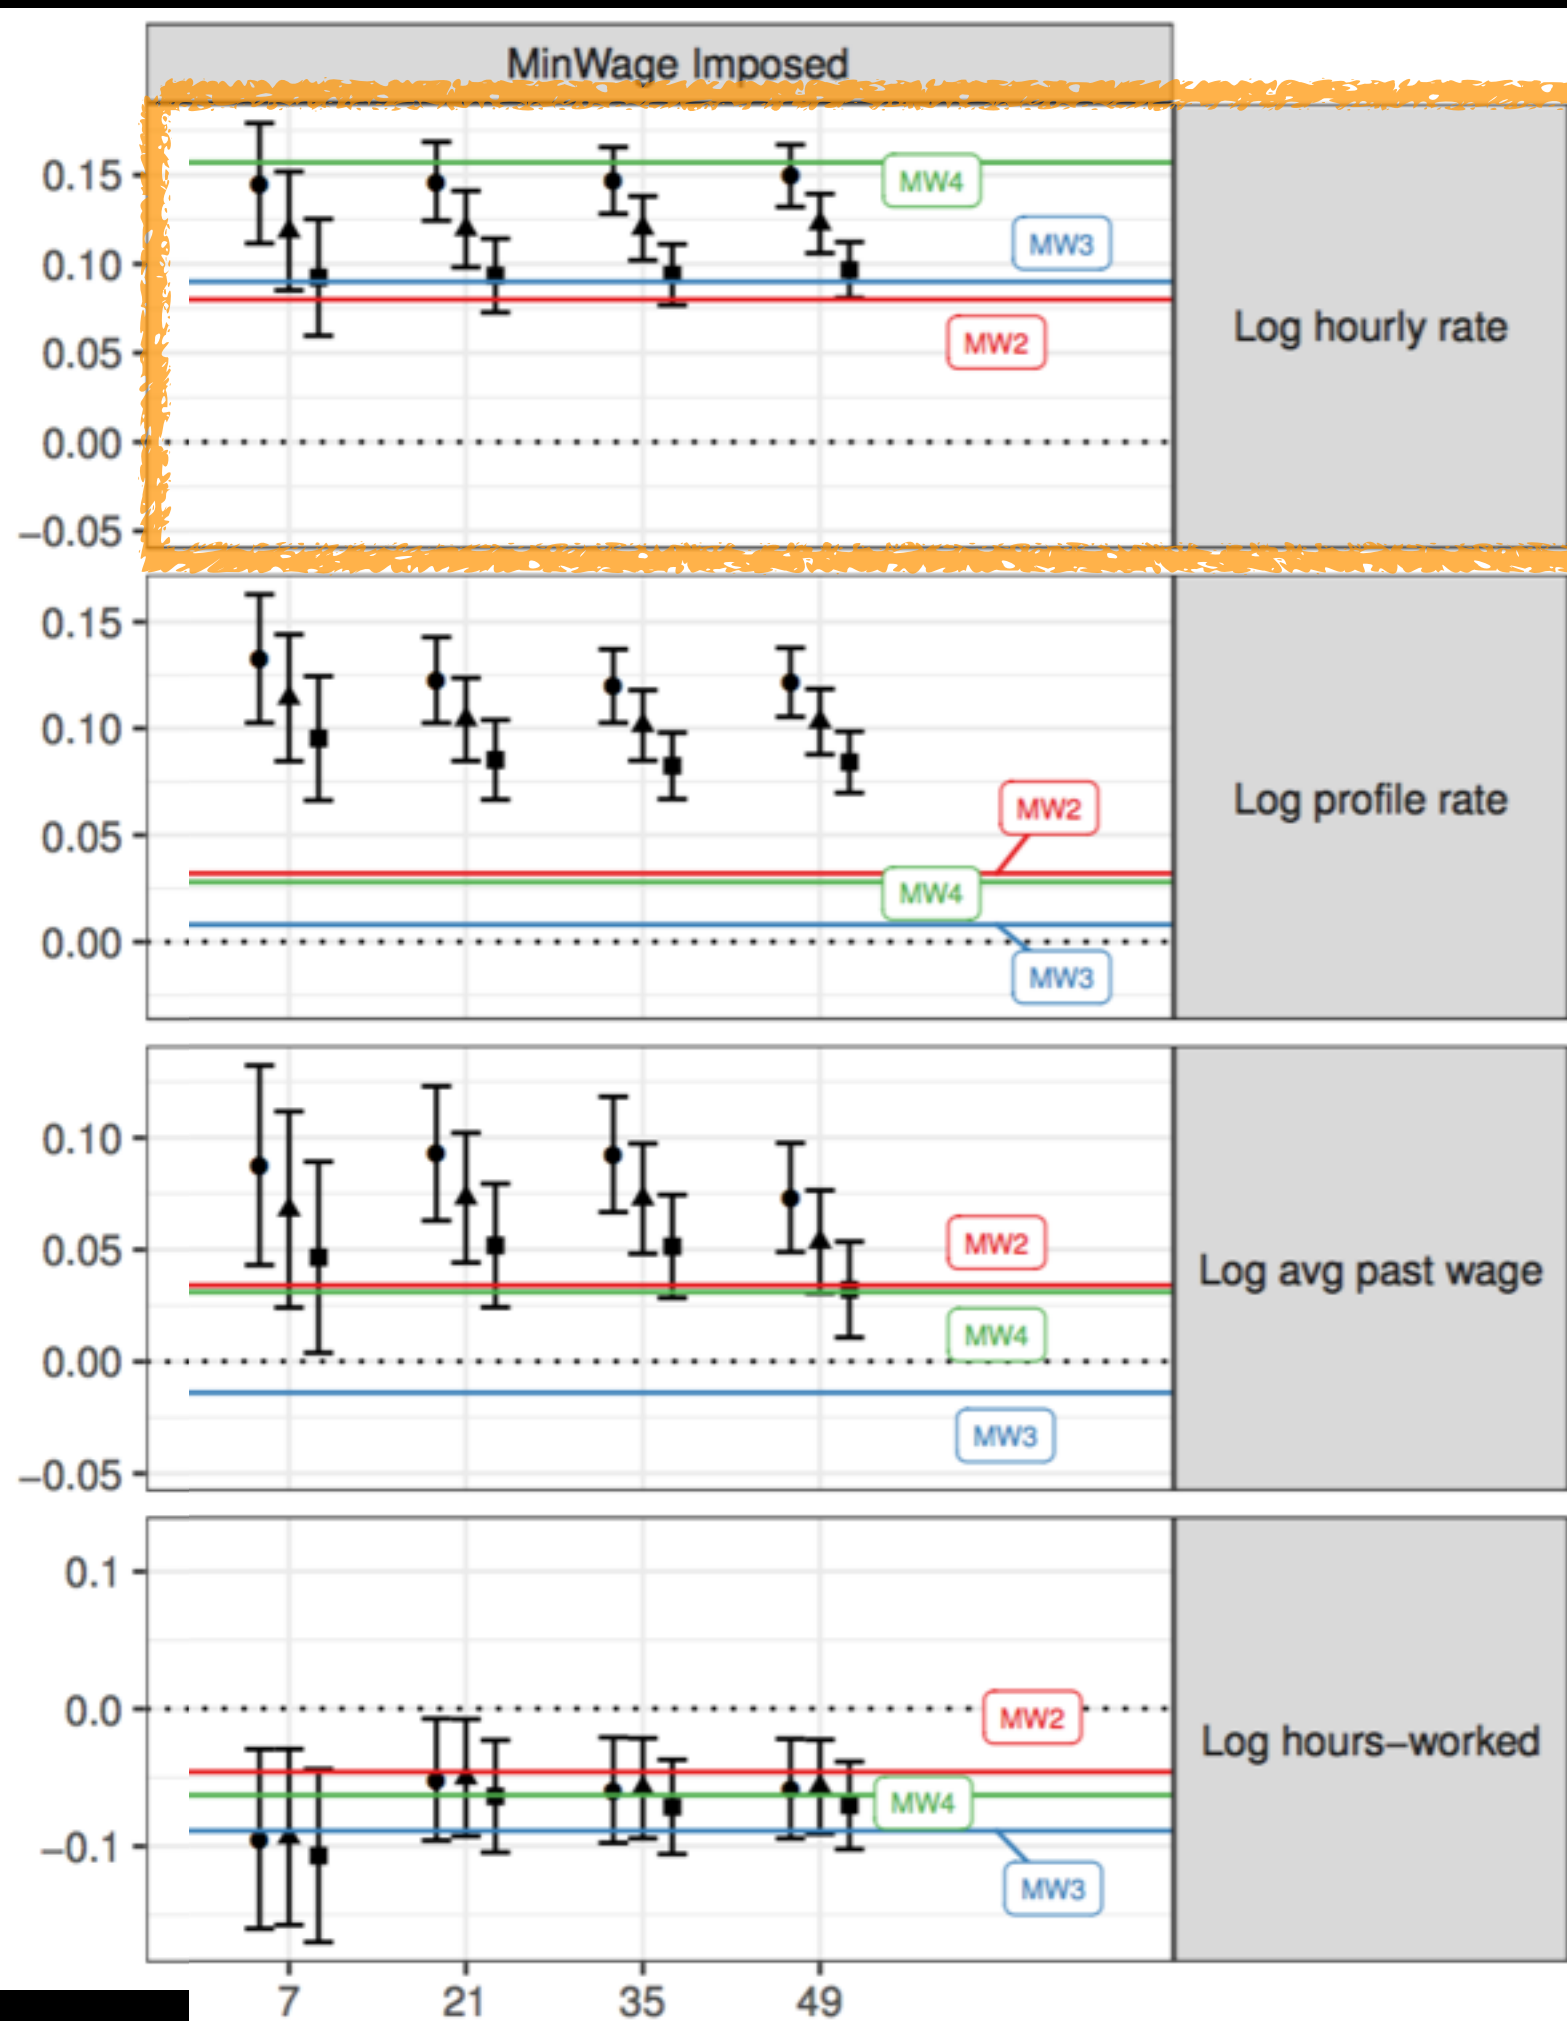 MinWage Imposed
0.15
0.10
0.05
0.00
−0.05
MW4
MW3
MW2
Log hourly rate
0.15
0.10
0.05
0.00
MW2
MW4
MW3
Log profile rate
0.10
0.05
0.00
−0.05
MW2
MW4
MW3
Log avg past wage
0.1
0.0
−0.1
MW2
MW4
MW3
Log hours−worked
7 21 35 49